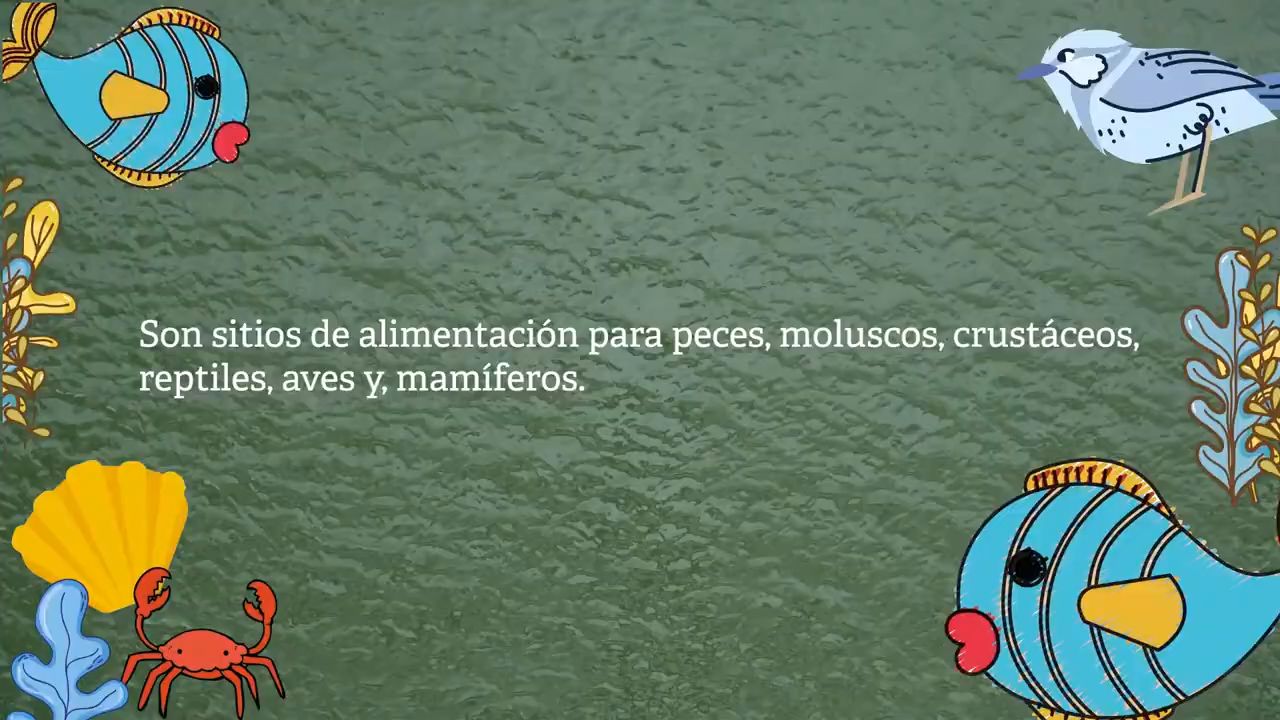 Son sitios de alimentación para peces, moluscos, crustáceos,
reptiles, aves y, mamíferos.